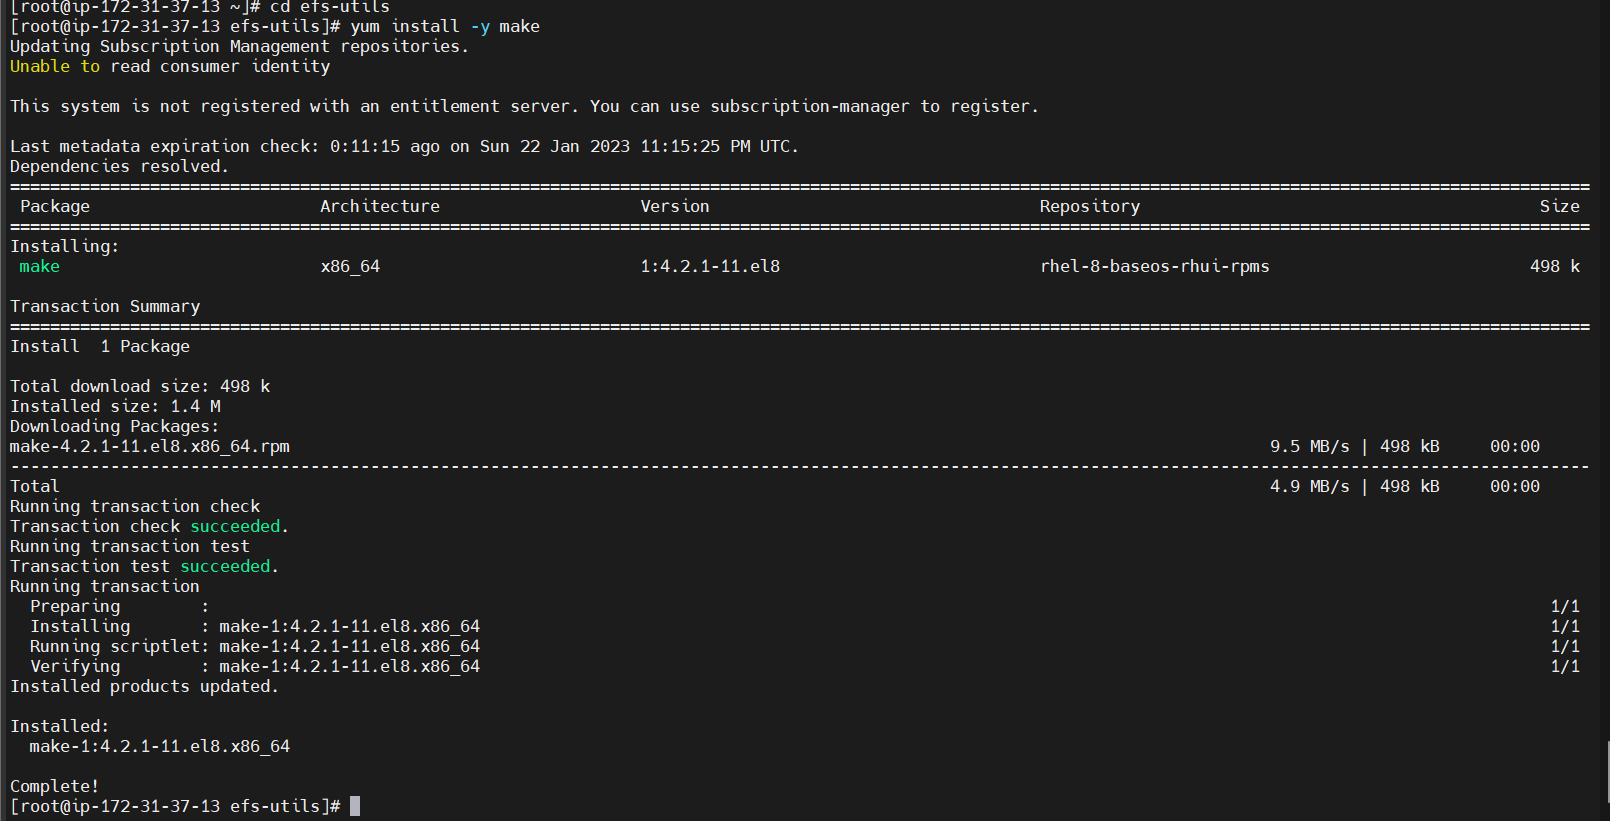 [root@ip-172-31-37-13 ~]# cd efs-utils
[root@ip-172-31-37-13 efs-utils]# yum install -y make
Updating Subscription Management repositories.
Unable to read consumer identity
This system is not registered with an entitlement server. You can use subscription-manager to register.
Last metadata expiration check: 0:11:15 ago on Sun 22 Jan 2023 11:15:25 PM UTC.
Dependencies resolved.
================================================================================
Package Architecture Version Repository Size
================================================================================
Installing:
make x86_64 1:4.2.1-11.el8 rhel-8-baseos-rhui-rpms 498 k
Transaction Summary
================================================================================
Install 1 Package
Total download size: 498 k
Installed size: 1.4 M
Downloading Packages:
make-4.2.1-11.el8.x86_64.rpm 9.5 MB/s | 498 kB 00:00
--------------------------------------------------------------------------------
Total 4.9 MB/s | 498 kB 00:00
Running transaction check
Transaction check succeeded.
Running transaction test
Transaction test succeeded.
Running transaction
Preparing : 1/1
Installing : make-1:4.2.1-11.el8.x86_64 1/1
Running scriptlet: make-1:4.2.1-11.el8.x86_64 1/1
Verifying : make-1:4.2.1-11.el8.x86_64 1/1
Installed products updated.
Installed:
make-1:4.2.1-11.el8.x86_64
Complete!
[root@ip-172-31-37-13 efs-utils]#